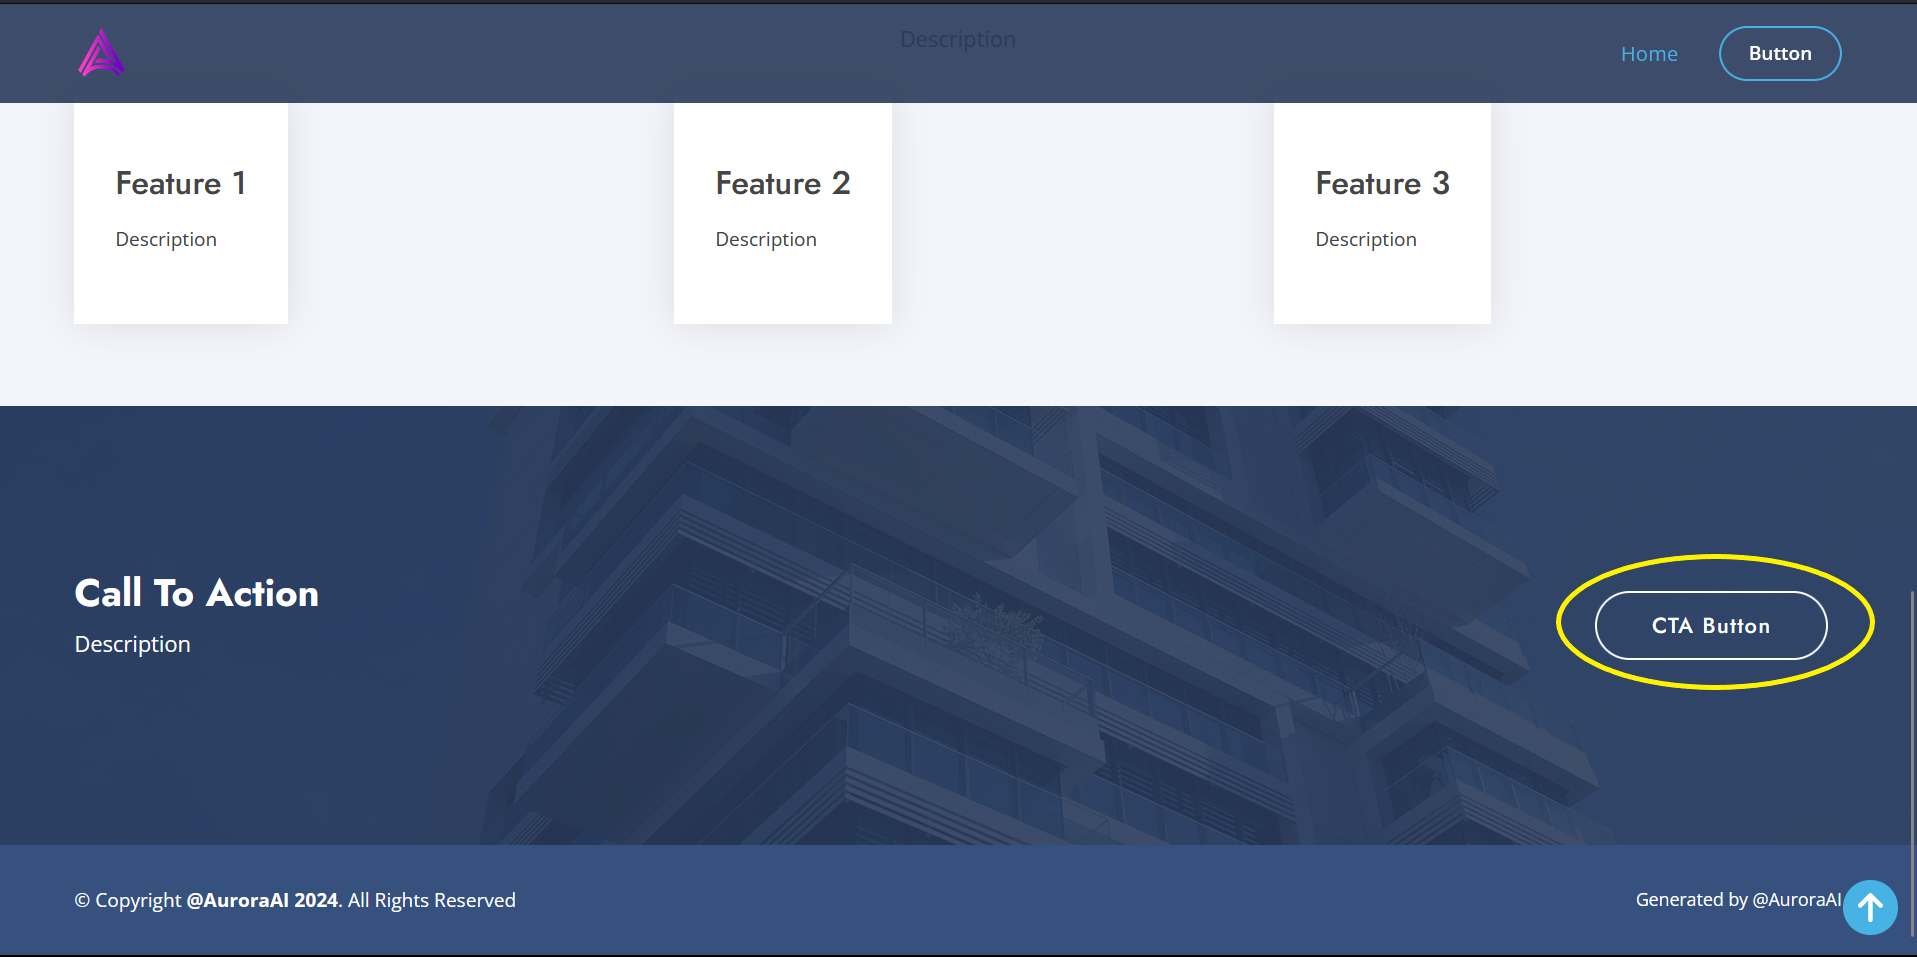 Description
Home
Button
Feature 1
Description
Feature 2
Description
Feature 3
Description
Call To Action
Description
CTA Button
© Copyright @AuroraAI 2024. All Rights Reserved
Generated by @AuroraAI